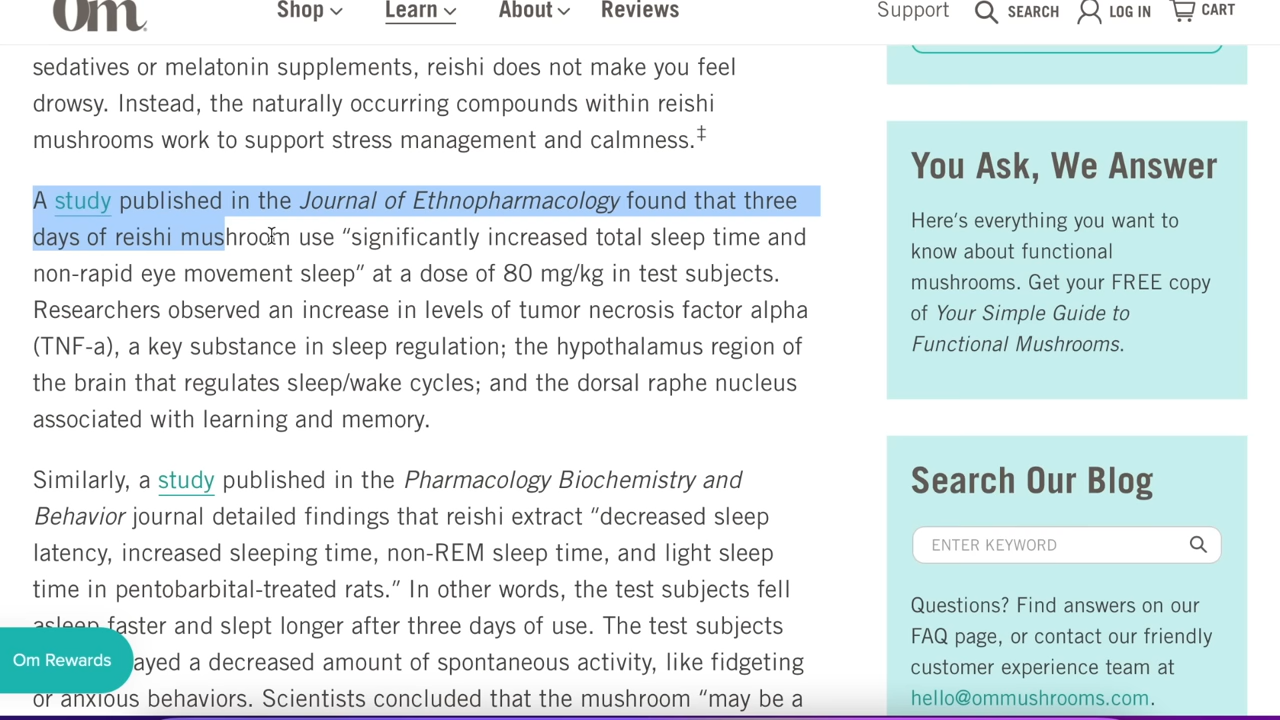 Om
Shop
Learn
About
Reviews
Support
SEARCH
LOG IN
CART
sedatives or melatonin supplements, reishi does not make you feel
drowsy. Instead, the naturally occurring compounds within reishi
mushrooms work to support stress management and calmness.‡
A study published in the Journal of Ethnopharmacology found that three
days of reishi mushroom use “significantly increased total sleep time and
non-rapid eye movement sleep” at a dose of 80 mg/kg in test subjects.
Researchers observed an increase in levels of tumor necrosis factor alpha
(TNF-a), a key substance in sleep regulation; the hypothalamus region of
the brain that regulates sleep/wake cycles; and the dorsal raphe nucleus
associated with learning and memory.
Similarly, a study published in the Pharmacology Biochemistry and
Behavior journal detailed findings that reishi extract “decreased sleep
latency, increased sleeping time, non-REM sleep time, and light sleep
time in pentobarbital-treated rats.” In other words, the test subjects fell
asleep faster and slept longer after three days of use. The test subjects
ayed a decreased amount of spontaneous activity, like fidgeting
or anxious behaviors. Scientists concluded that the mushroom “may be a
Om Rewards
You Ask, We Answer
Here’s everything you want to
know about functional
mushrooms. Get your FREE copy
of Your Simple Guide to
Functional Mushrooms.
Search Our Blog
ENTER KEYWORD
Questions? Find answers on our
FAQ page, or contact our friendly
customer experience team at
hello@ommushrooms.com.